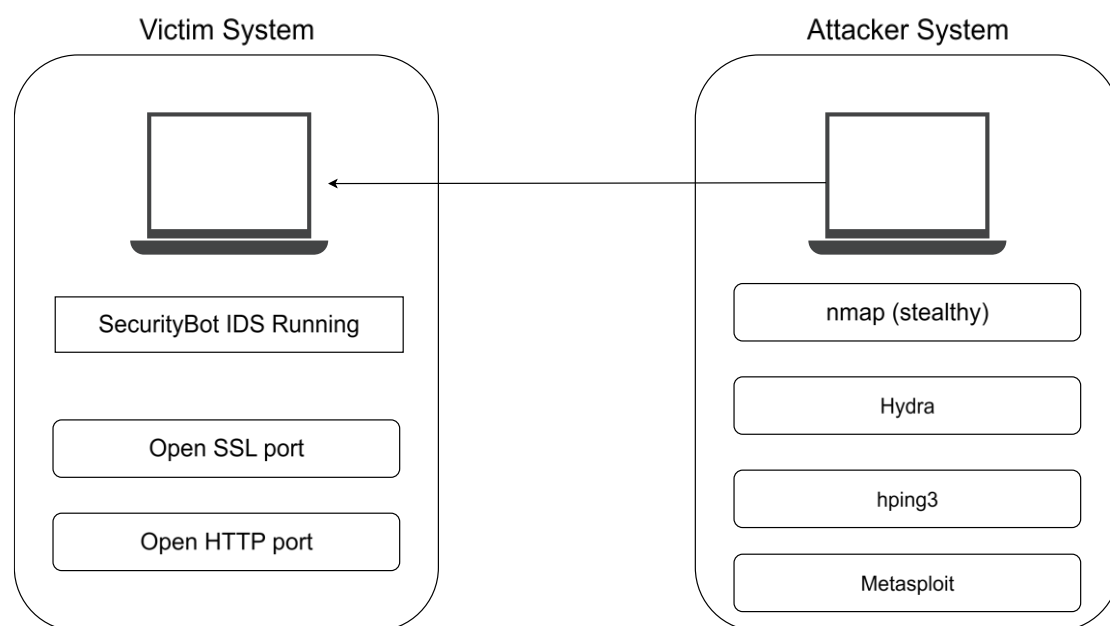 Victim System
Attacker System
SecurityBot IDS Running
Open SSL port
Open HTTP port
nmap (stealthy)
Hydra
hping3
Metasploit